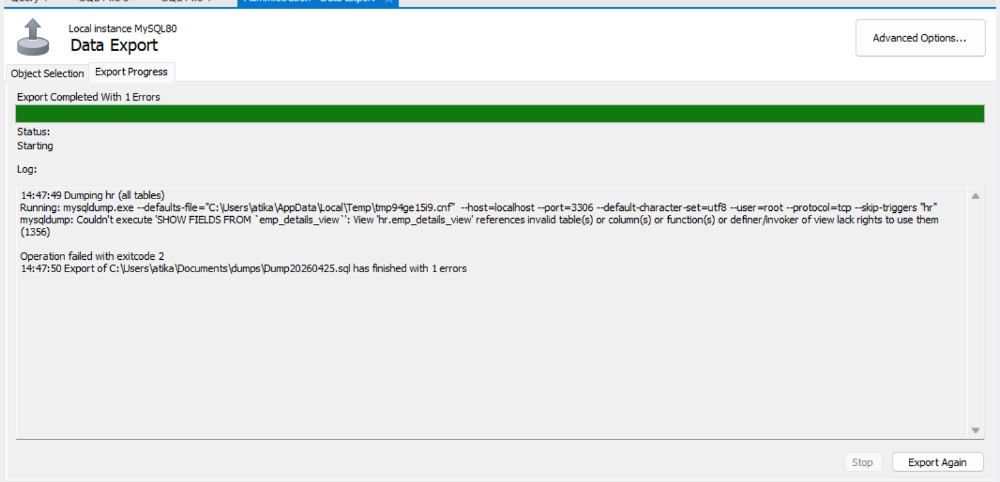 Local instance MySQL80
Data Export
Advanced Options...
Object Selection
Export Progress
Export Completed With 1 Errors
Status:
Starting
Log:
14:47:49 Dumping hr (all tables)
Running: mysqldump.exe --defaults-file="C:\Users\atika\AppData\Local\Temp\tmp94ge15i9.cnf"  --host=localhost --port=3306 --default-character-set=utf8 --user=root --protocol=tcp --skip-triggers "hr"
mysqldump: Couldn't execute 'SHOW FIELDS FROM `emp_details_view`': View 'hr.emp_details_view' references invalid table(s) or column(s) or function(s) or definer/invoker of view lack rights to use them
(1356)
Operation failed with exitcode 2
14:47:50 Export of C:\Users\atika\Documents\dumps\Dump20260425.sql has finished with 1 errors
Stop
Export Again